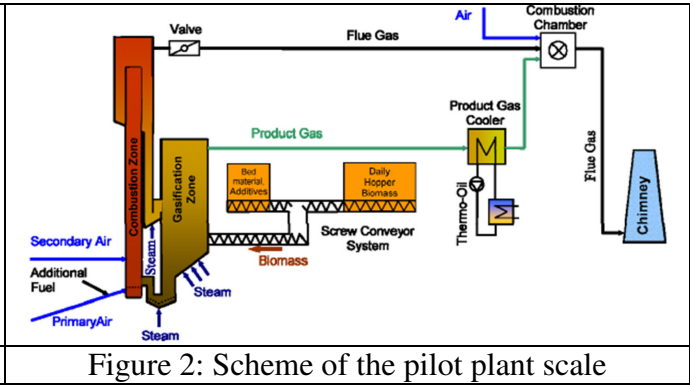 Air
Combustion
Chamber
Valve
Flue Gas
Product Gas
Cooler
Product Gas
Combustion Zone
Gasification
Zone
Bed
material,
Additives
Daily
Hopper
Biomass
Thermo-Oil
Flue Gas
Chimney
Screw Conveyor
System
Biomass
Secondary Air
Steam
Additional
Fuel
Steam
PrimaryAir
Steam
Figure 2: Scheme of the pilot plant scale